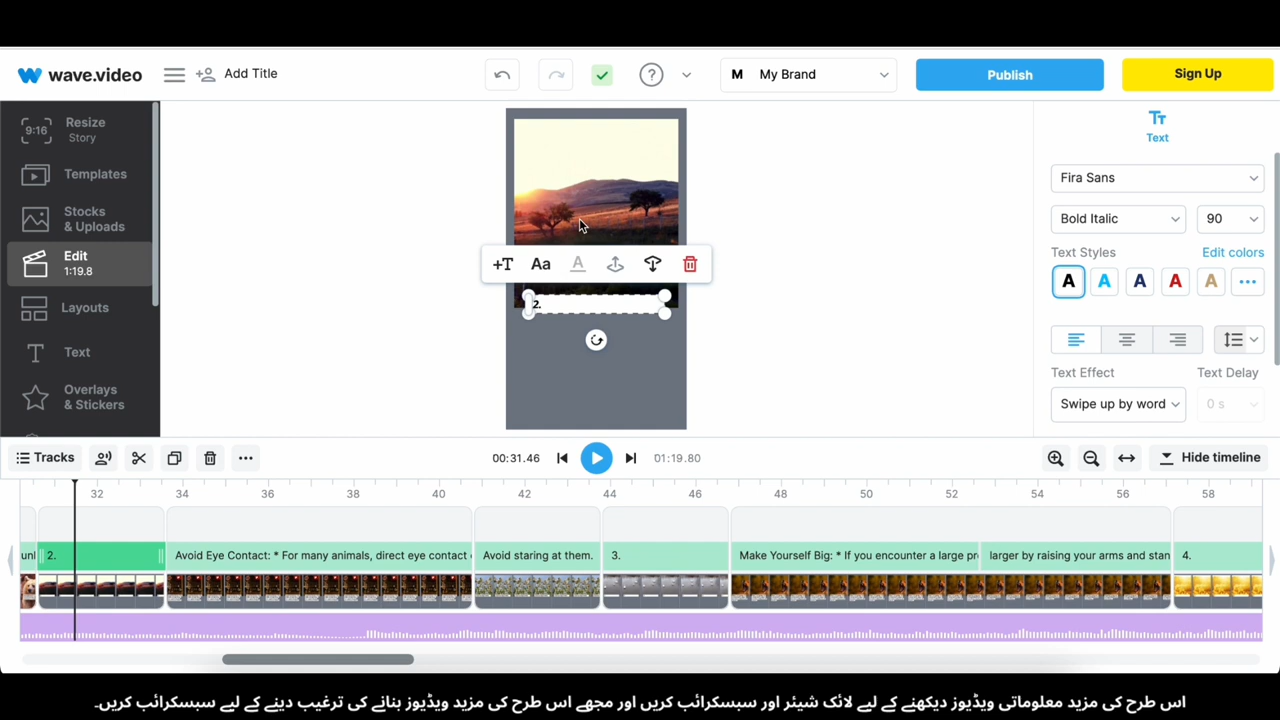 wave.video
Add Title
?
M My Brand
Publish
Sign Up
9:16
Resize
Story
Templates
Stocks
& Uploads
Edit
1:19.8
Layouts
Text
Overlays
& Stickers
+T Aa A
2.
Text
Fira Sans
Bold Italic
90
Text Styles
Edit colors
A A A A A
Text Effect
Text Delay
Swipe up by word
0 s
Tracks
00:31.46
01:19.80
Hide timeline
32 34 36 38 40 42 44 46 48 50 52 54 56 58
2.
Avoid Eye Contact: * For many animals, direct eye contact
Avoid staring at them.
3.
Make Yourself Big: * If you encounter a large pr
larger by raising your arms and stan
4.
اس طرح کی مزید معلوماتی ویڈیوز دیکھنے کے لیے لائک شیئر اور سبسکرائب کریں اور مجھے اس طرح کی مزید ویڈیوز بنانے کی ترغیب دینے کے لیے سبسکرائب کریں۔